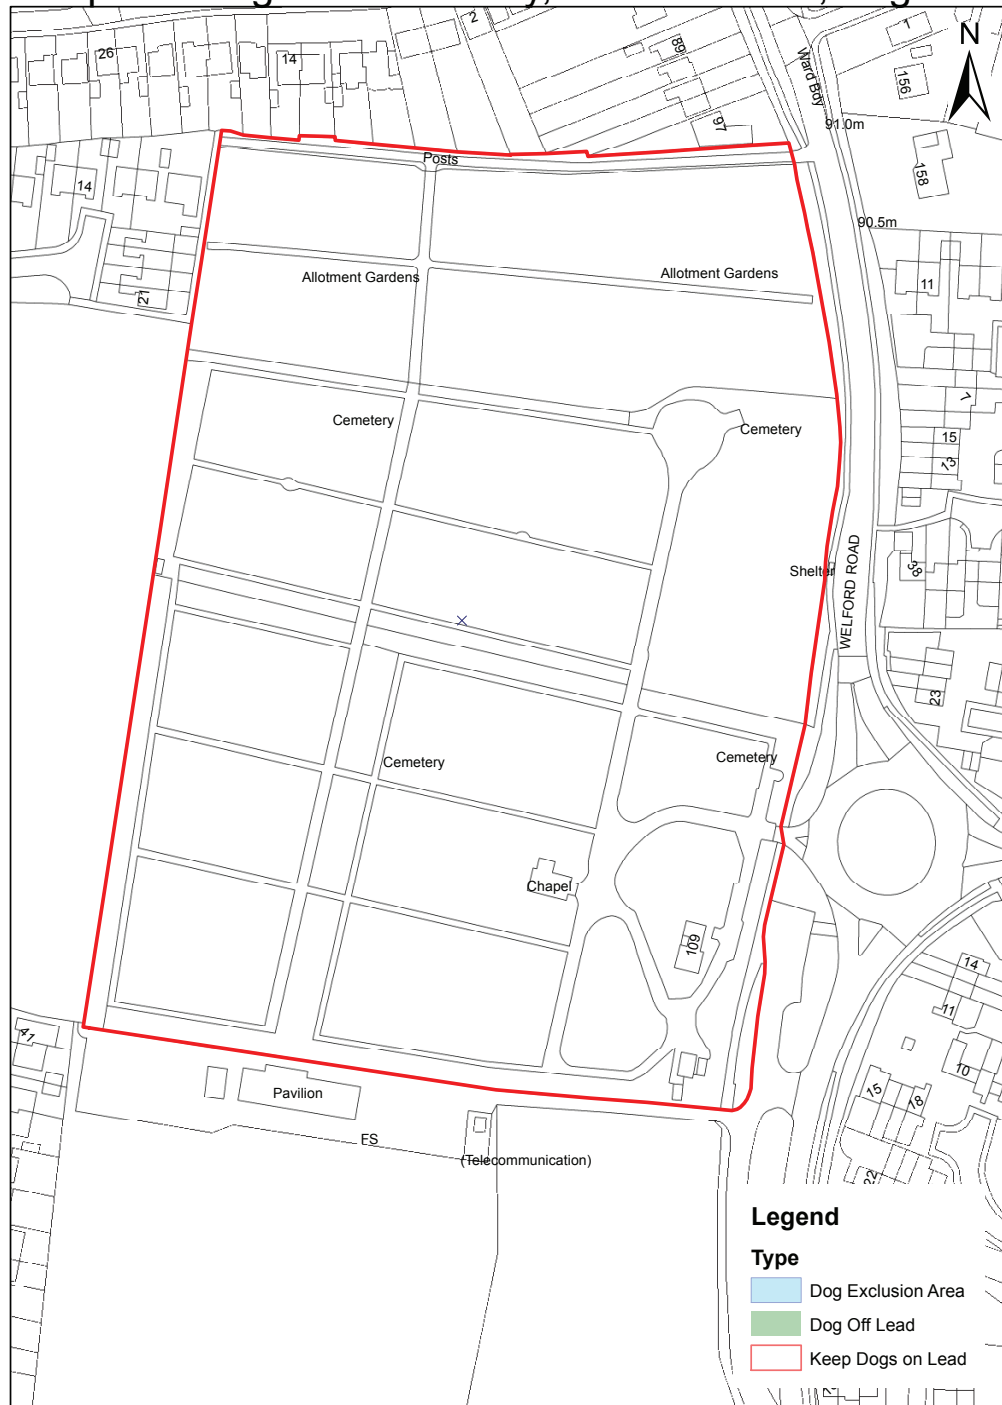 2
26
14
89
1
N
Ward Bdy
156
97
91.0m
Posts
158
14
90.5m
Allotment Gardens
Allotment Gardens
11
21
7
Cemetery
Cemetery
15
13
Shelter
38
WELFORD ROAD
23
Cemetery
Cemetery
Chapel
109
14
11
41
10
Pavilion
15
18
ES
(Telecommunication)
22
Legend
Type
Dog Exclusion Area
Dog Off Lead
Keep Dogs on Lead